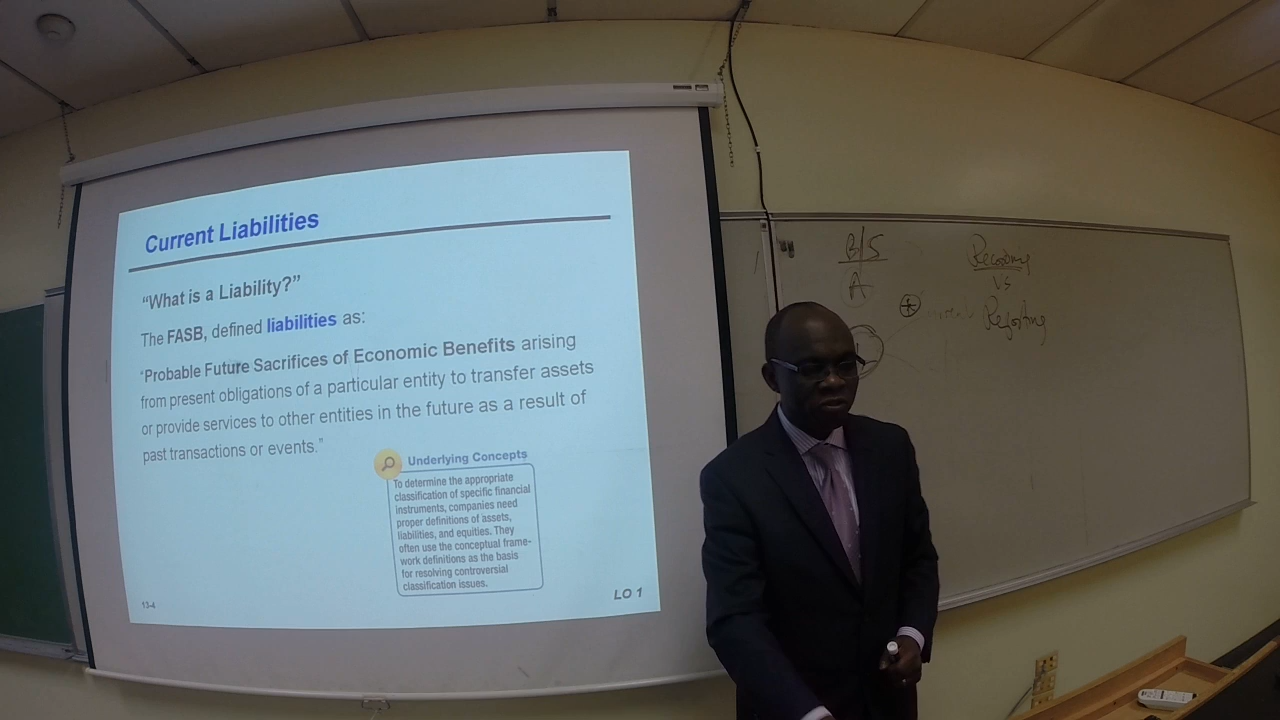 Current Liabilities
“What is a Liability?”
The FASB, defined liabilities as:
“Probable Future Sacrifices of Economic Benefits arising
from present obligations of a particular entity to transfer assets
or provide services to other entities in the future as a result of
past transactions or events.”
Underlying Concepts
To determine the appropriate
classification of specific financial
instruments, companies need
proper definitions of assets,
liabilities, and equities. They
often use the conceptual frame-
work definitions as the basis
for resolving controversial
classification issues.
13-4
LO 1
B/S
A
Recording
Vs
Reporting